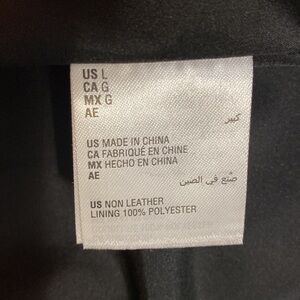 US L
CA G
MX G
AE كبير
US MADE IN CHINA
CA FABRIQUÉ EN CHINE
MX HECHO EN CHINA
AE صنع في الصين
US NON LEATHER
LINING 100% POLYESTER